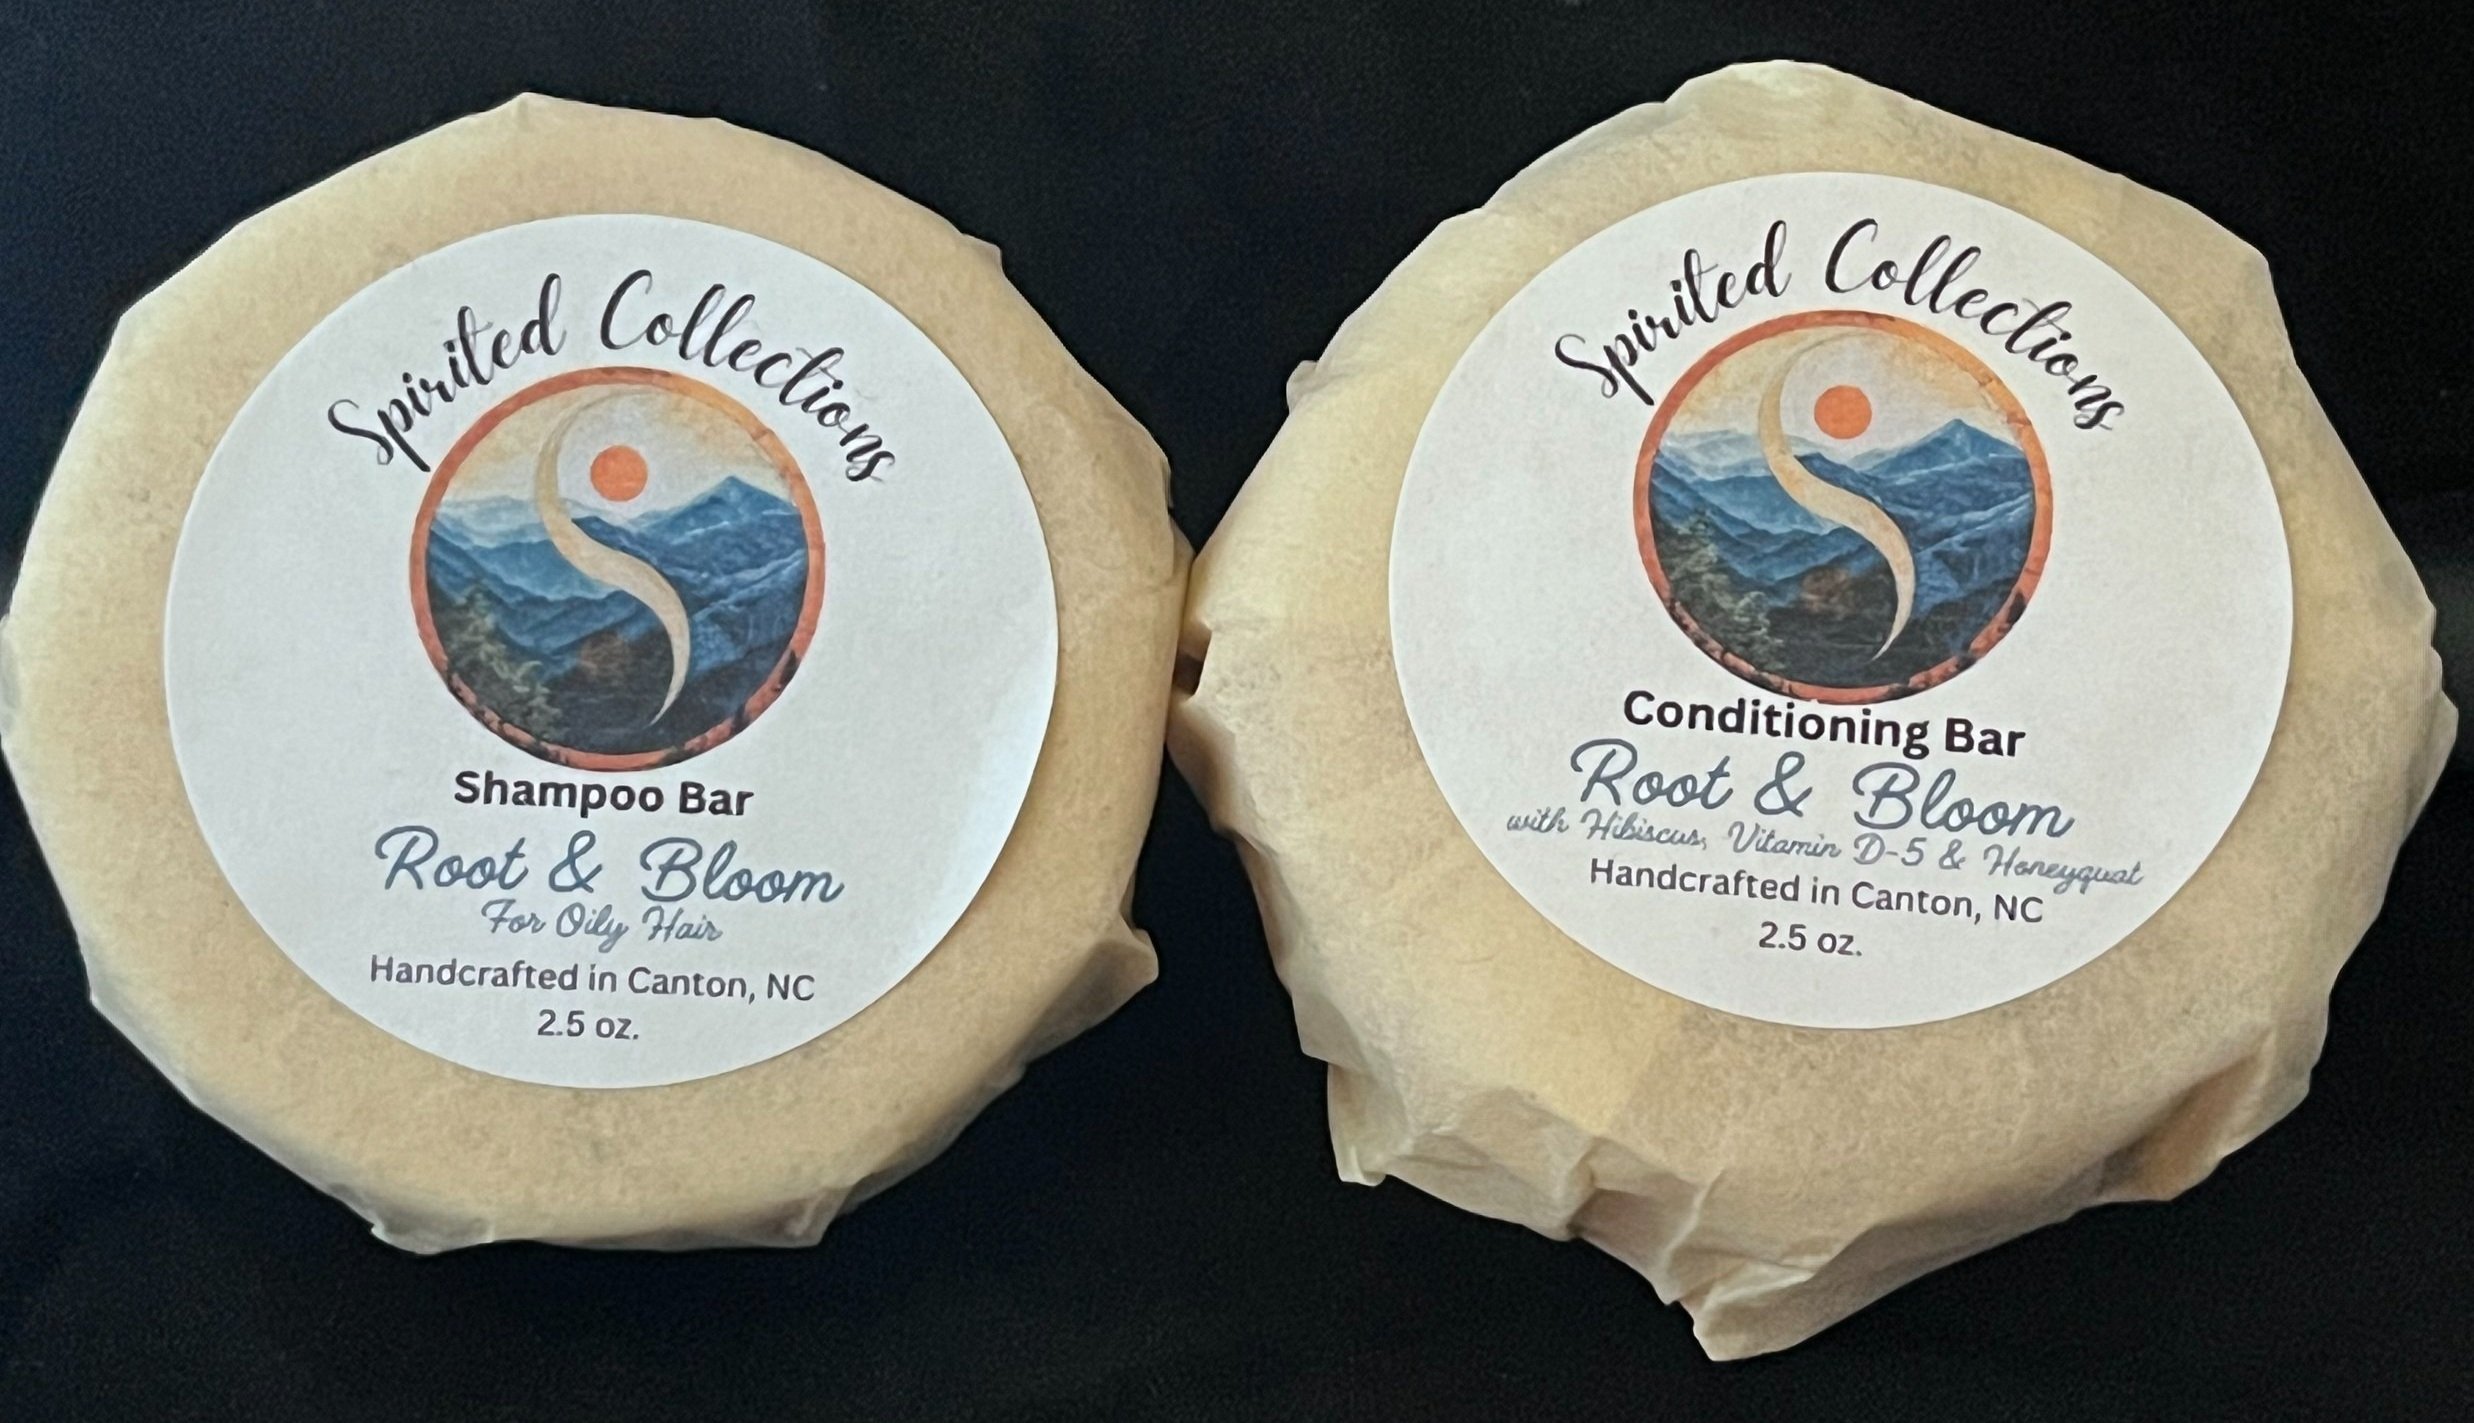 Spirited Collections
Shampoo Bar
Root & Bloom
For Oily Hair
Handcrafted in Canton, NC
2.5 oz.
Spirited Collections
Conditioning Bar
Root & Bloom
with Hibiscus, Vitamin D-5 & Honeyquat
Handcrafted in Canton, NC
2.5 oz.